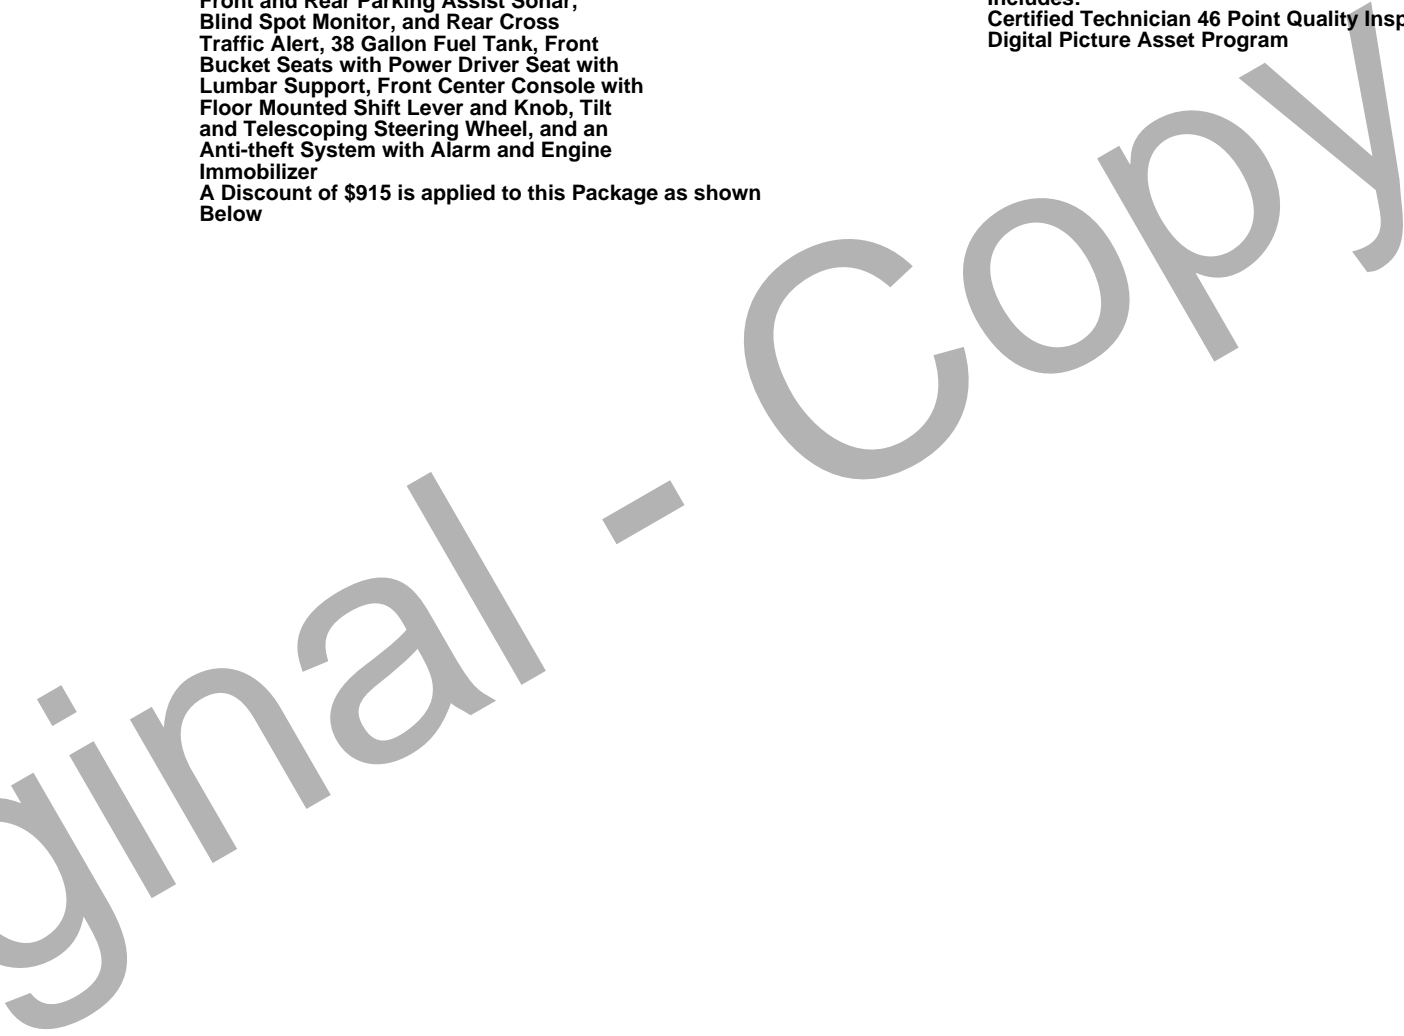 Front and Rear Parking Assist Sonar,
Blind Spot Monitor, and Rear Cross
Traffic Alert, 38 Gallon Fuel Tank, Front
Bucket Seats with Power Driver Seat with
Lumbar Support, Front Center Console with
Floor Mounted Shift Lever and Knob, Tilt
and Telescoping Steering Wheel, and an
Anti-theft System with Alarm and Engine
Immobilizer
A Discount of $915 is applied to this Package as shown
Below
Includes:
Certified Technician 46 Point Quality Insp
Digital Picture Asset Program
ginal - Copy